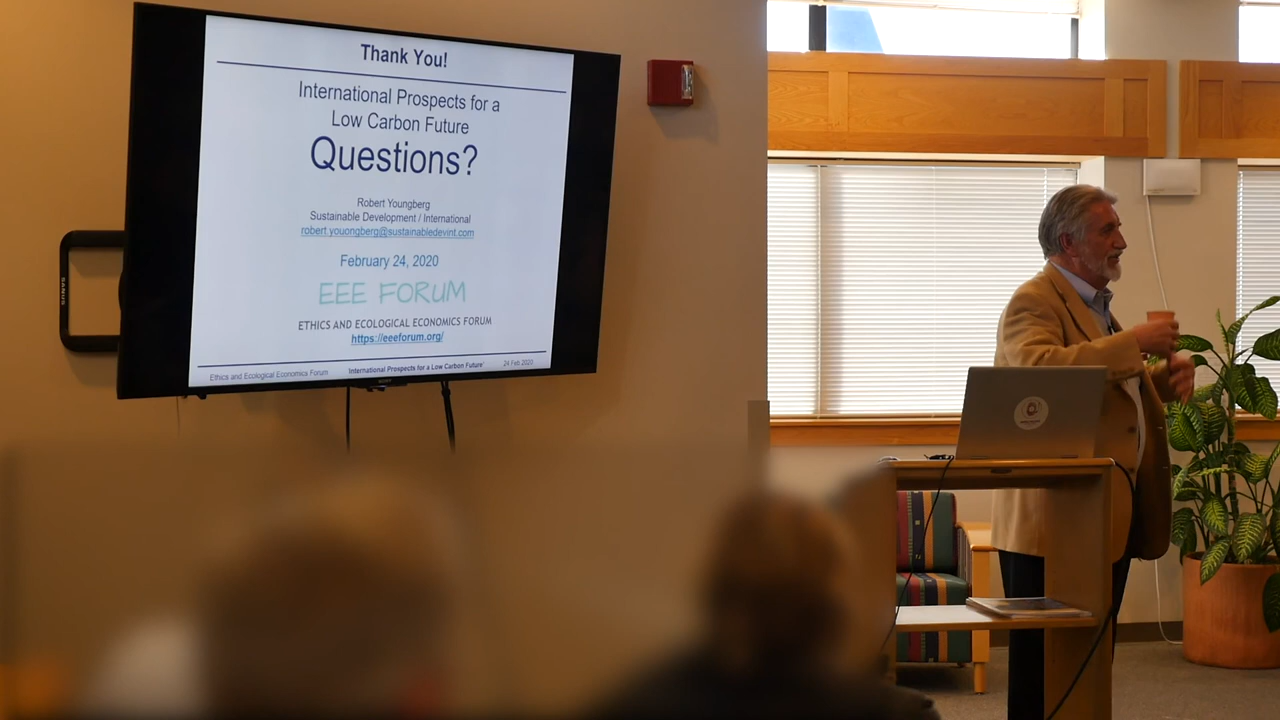 Thank You!
International Prospects for a
Low Carbon Future
Questions?
Robert Youngberg
Sustainable Development / International
robert.youongberg@sustainabledevint.com
February 24, 2020
EEE FORUM
ETHICS AND ECOLOGICAL ECONOMICS FORUM
https://eeeforum.org/
Ethics and Ecological Economics Forum
International Prospects for a Low Carbon Future'
24 Feb 2020
SANUS
SONY